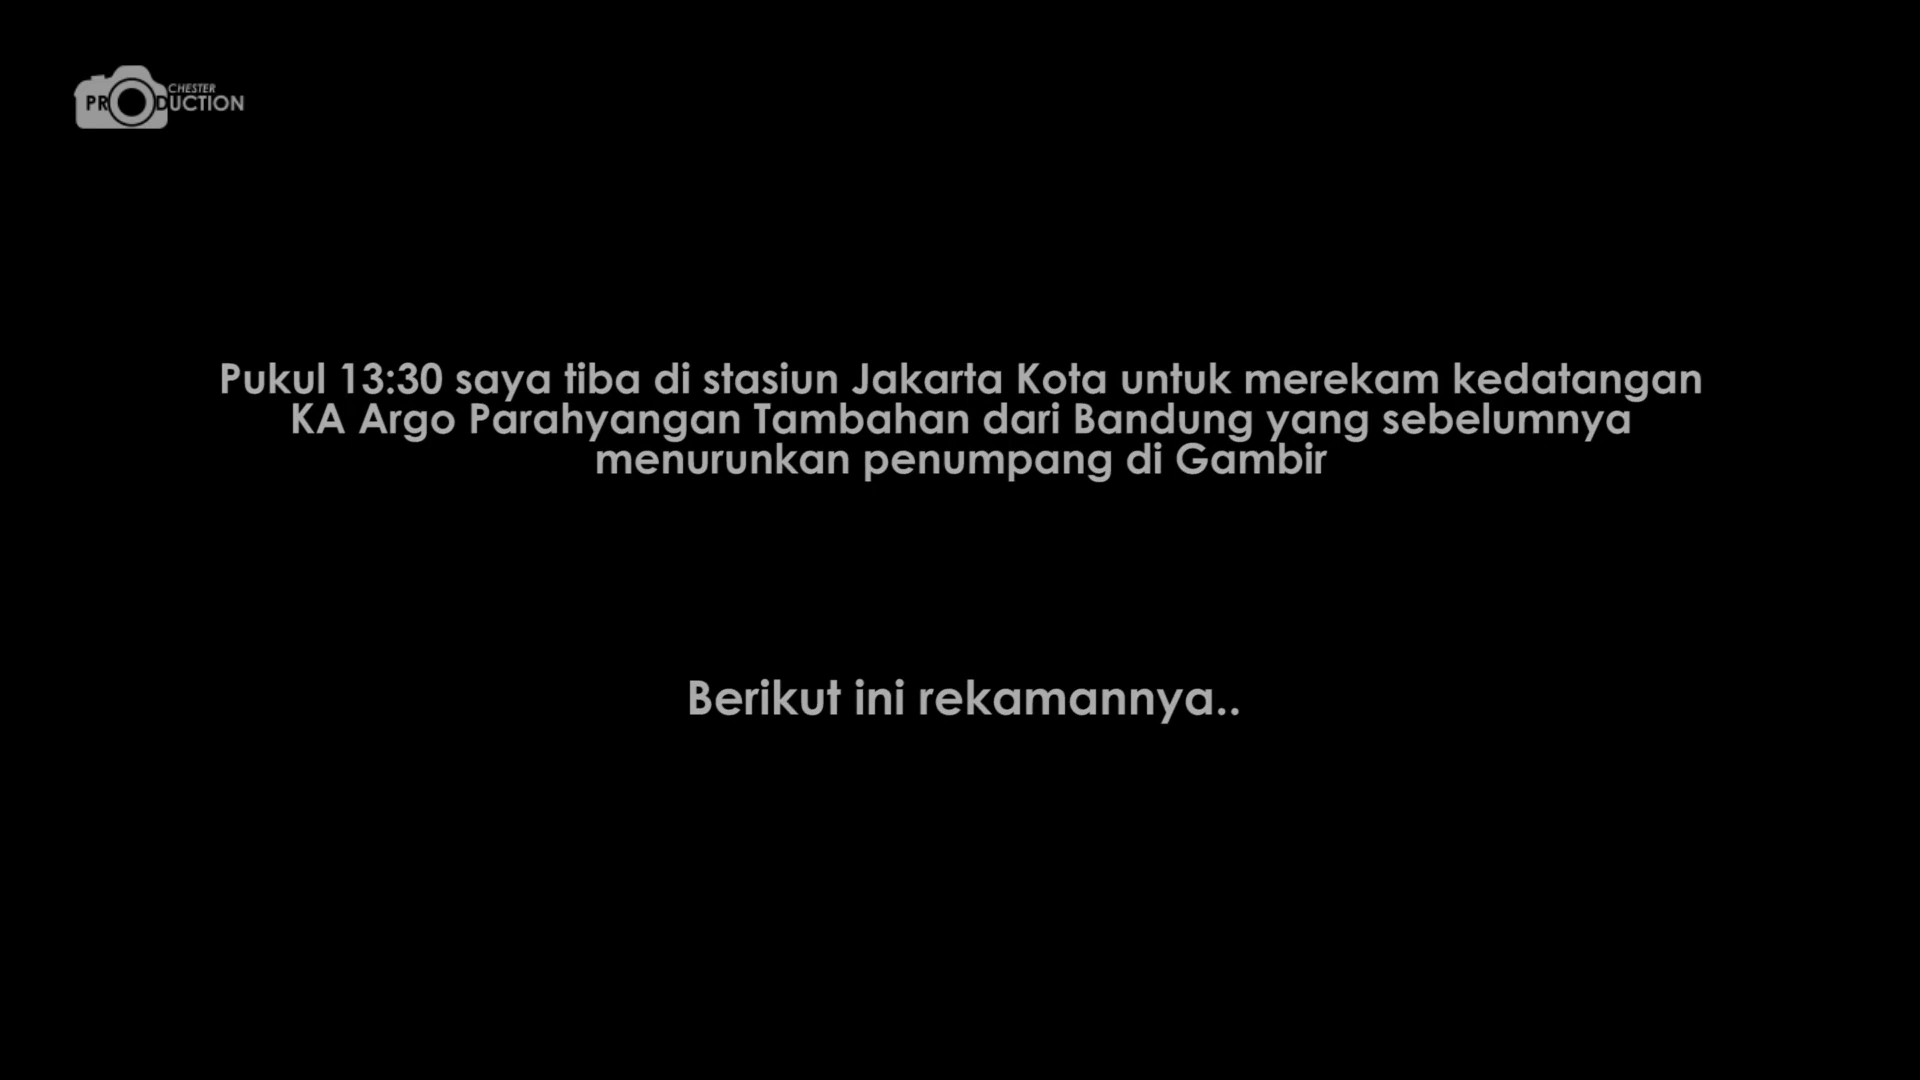 CHESTER
PRODUCTION
Pukul 13:30 saya tiba di stasiun Jakarta Kota untuk merekam kedatangan
KA Argo Parahyangan Tambahan dari Bandung yang sebelumnya
menurunkan penumpang di Gambir
Berikut ini rekamannya..